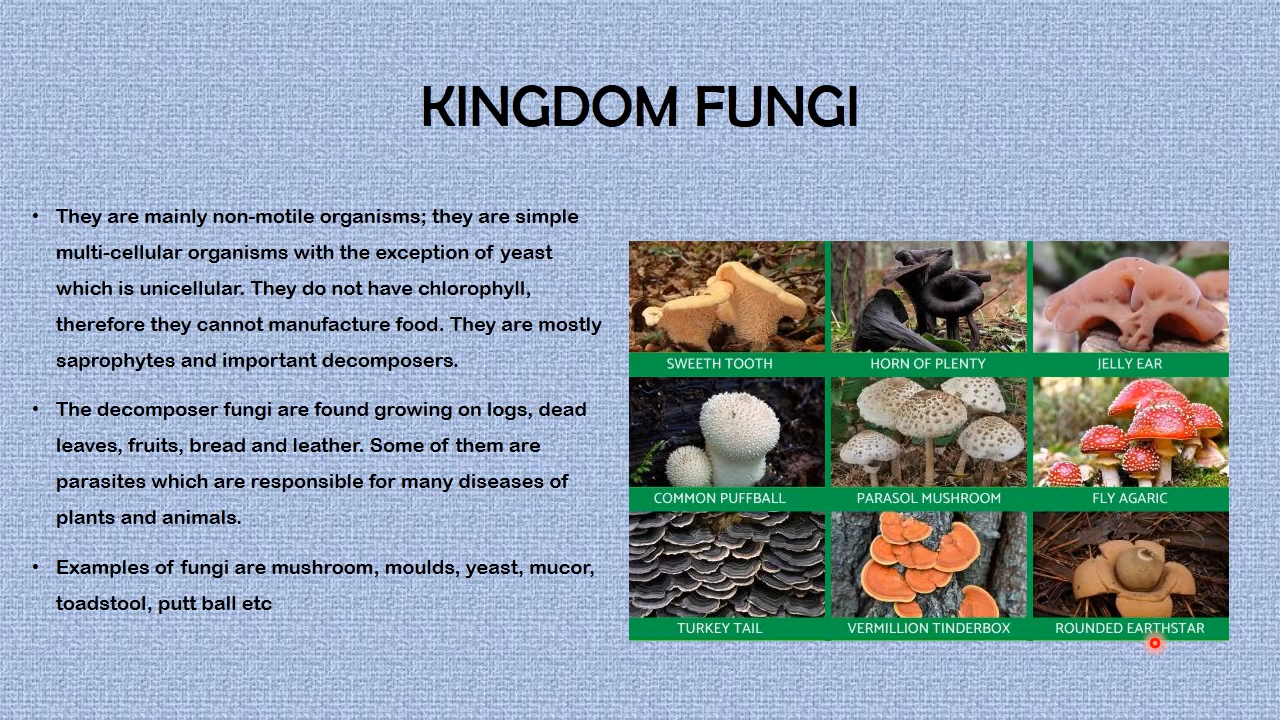 KINGDOM FUNGI
• They are mainly non-motile organisms; they are simple
multi-cellular organisms with the exception of yeast
which is unicellular. They do not have chlorophyll,
therefore they cannot manufacture food. They are mostly
saprophytes and important decomposers.
• The decomposer fungi are found growing on logs, dead
leaves, fruits, bread and leather. Some of them are
parasites which are responsible for many diseases of
plants and animals.
• Examples of fungi are mushroom, moulds, yeast, mucor,
toadstool, putt ball etc
SWEETH TOOTH
HORN OF PLENTY
JELLY EAR
COMMON PUFFBALL
PARASOL MUSHROOM
FLY AGARIC
TURKEY TAIL
VERMILLION TINDERBOX
ROUNDED EARTHSTAR